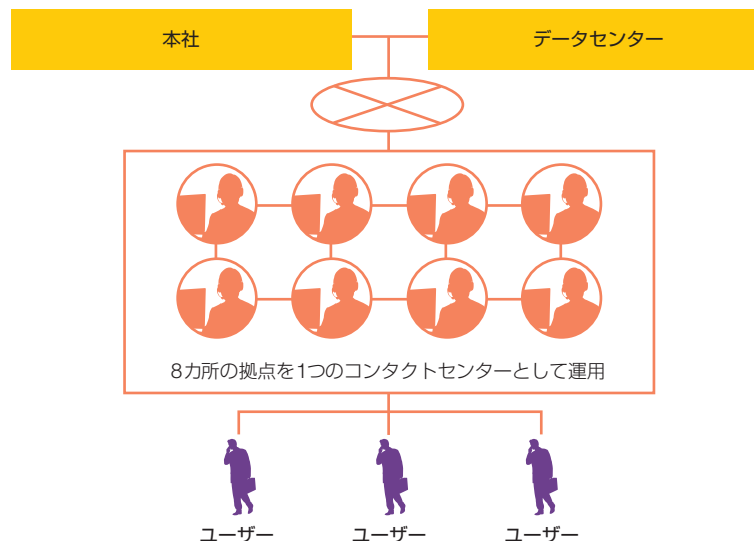 本社
データセンター
8カ所の拠点を1つのコンタクトセンターとして運用
ユーザー
ユーザー
ユーザー